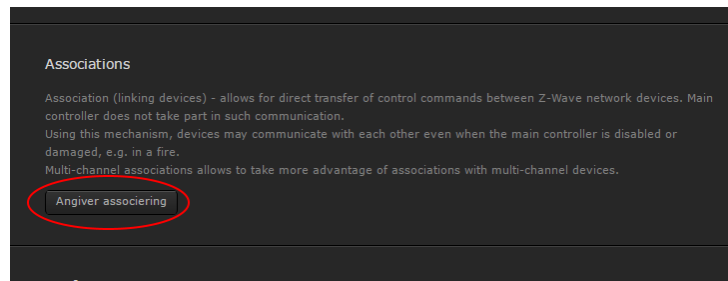 Associations
Association (linking devices) - allows for direct transfer of control commands between Z-Wave network devices. Main
controller does not take part in such communication.
Using this mechanism, devices may communicate with each other even when the main controller is disabled or
damaged, e.g. in a fire.
Multi-channel associations allows to take more advantage of associations with multi-channel devices.
Angiver associering